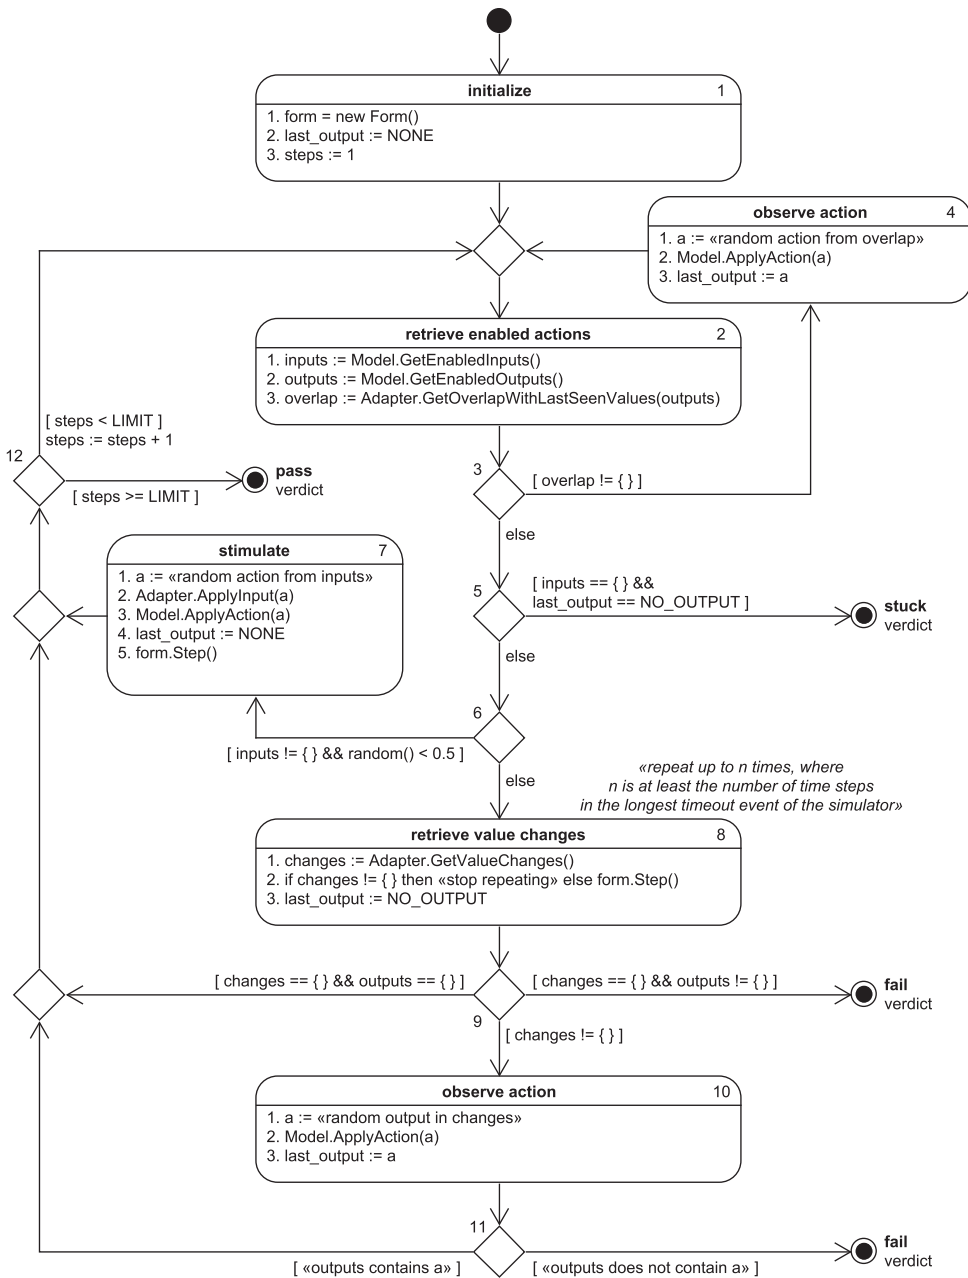 initialize 1
1. form = new Form()
2. last_output := NONE
3. steps := 1
observe action 4
1. a := «random action from overlap»
2. Model.ApplyAction(a)
3. last_output := a
retrieve enabled actions 2
1. inputs := Model.GetEnabledInputs()
2. outputs := Model.GetEnabledOutputs()
3. overlap := Adapter.GetOverlapWithLastSeenValues(outputs)
[ steps < LIMIT ]
steps := steps + 1
12
pass
verdict
[ steps >= LIMIT ]
3
[ overlap != { } ]
else
stimulate 7
1. a := «random action from inputs»
2. Adapter.ApplyInput(a)
3. Model.ApplyAction(a)
4. last_output := NONE
5. form.Step()
5
[ inputs == { } &&
last_output == NO_OUTPUT ]
stuck
verdict
else
6
[ inputs != { } && random() < 0.5 ]
else
«repeat up to n times, where
n is at least the number of time steps
in the longest timeout event of the simulator»
retrieve value changes 8
1. changes := Adapter.GetValueChanges()
2. if changes != { } then «stop repeating» else form.Step()
3. last_output := NO_OUTPUT
[ changes == { } && outputs == { } ]
[ changes == { } && outputs != { } ]
fail
verdict
9
[ changes != { } ]
observe action 10
1. a := «random output in changes»
2. Model.ApplyAction(a)
3. last_output := a
11
[ «outputs contains a» ]
[ «outputs does not contain a» ]
fail
verdict